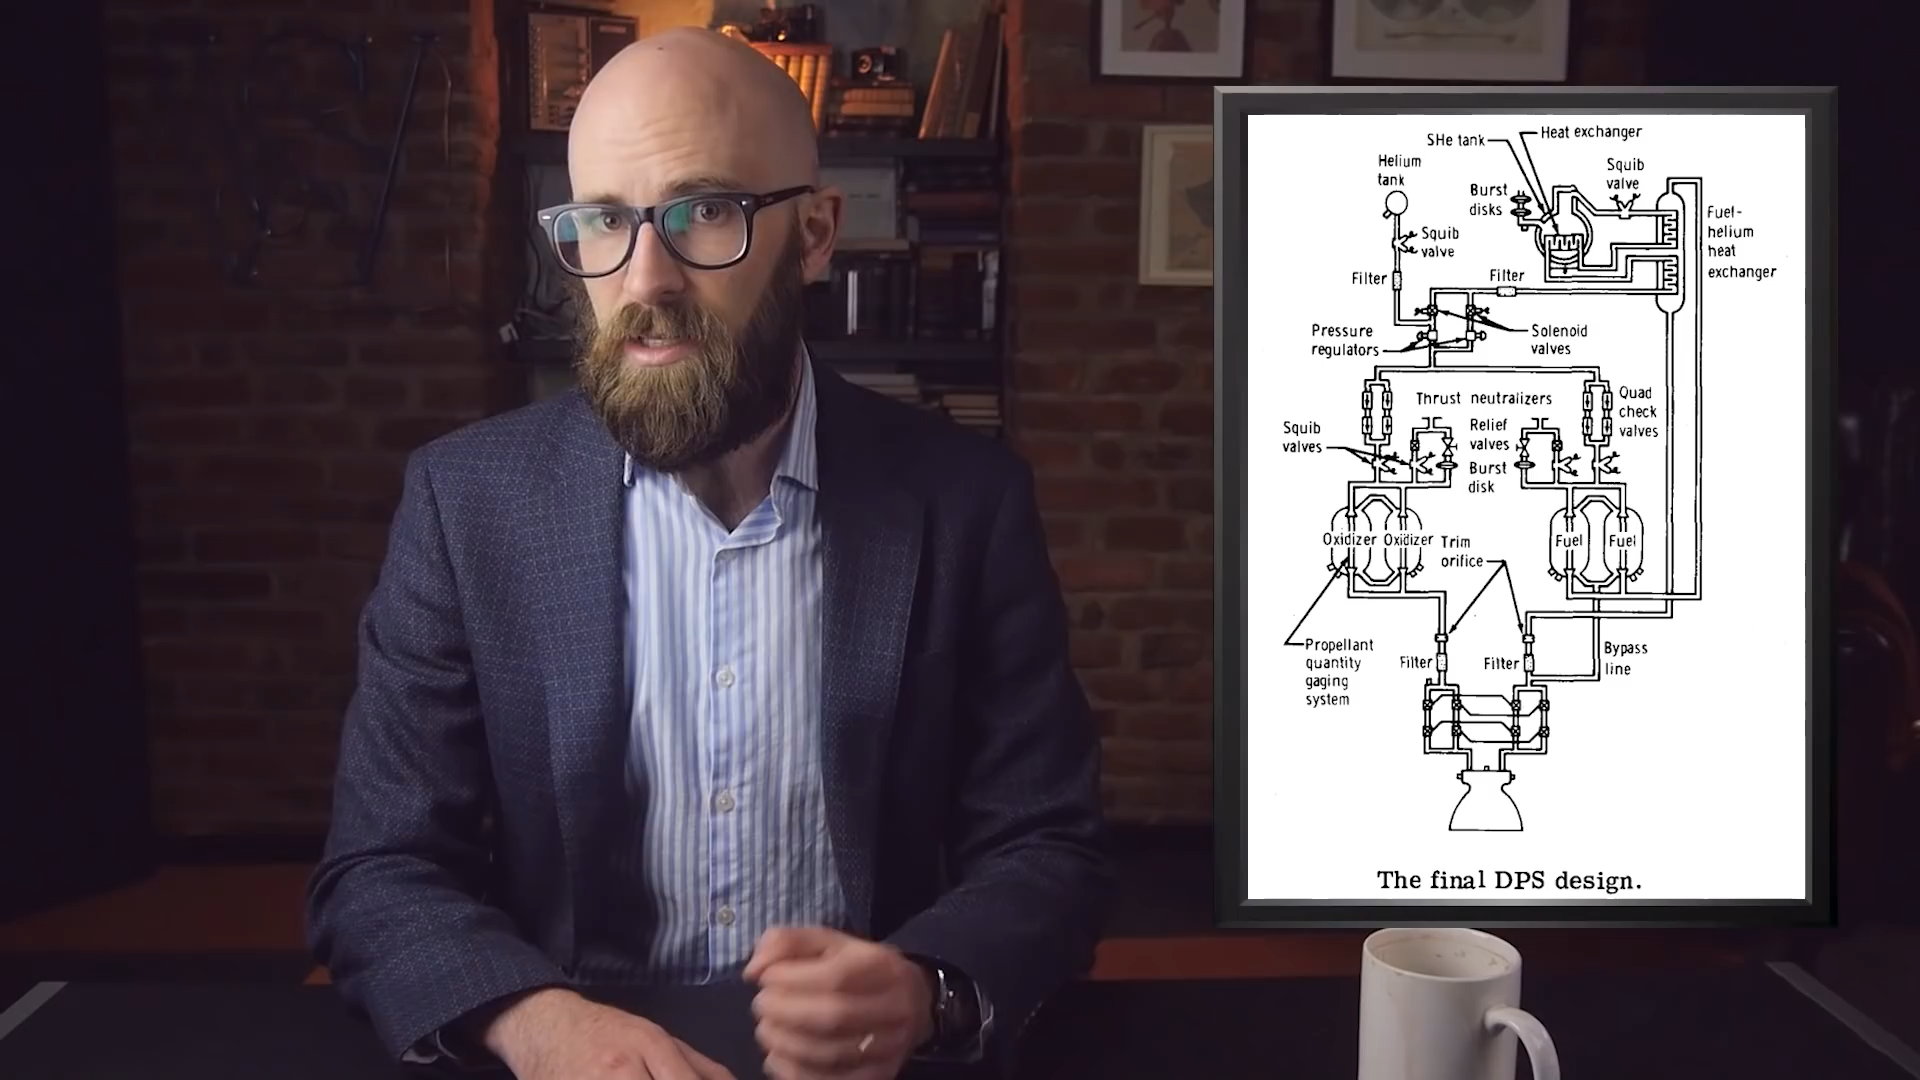 SHe tank
Heat exchanger
Helium
tank
Squib
valve
Burst
disks
Fuel-
helium
heat
exchanger
Squib
valve
Filter
Filter
Pressure
regulators
Solenoid
valves
Thrust neutralizers
Quad
check
valves
Squib
valves
Relief
valves
Burst
disk
Oxidizer Oxidizer
Trim
orifice
Fuel Fuel
Propellant
quantity
gaging
system
Filter
Filter
Bypass
line
The final DPS design.